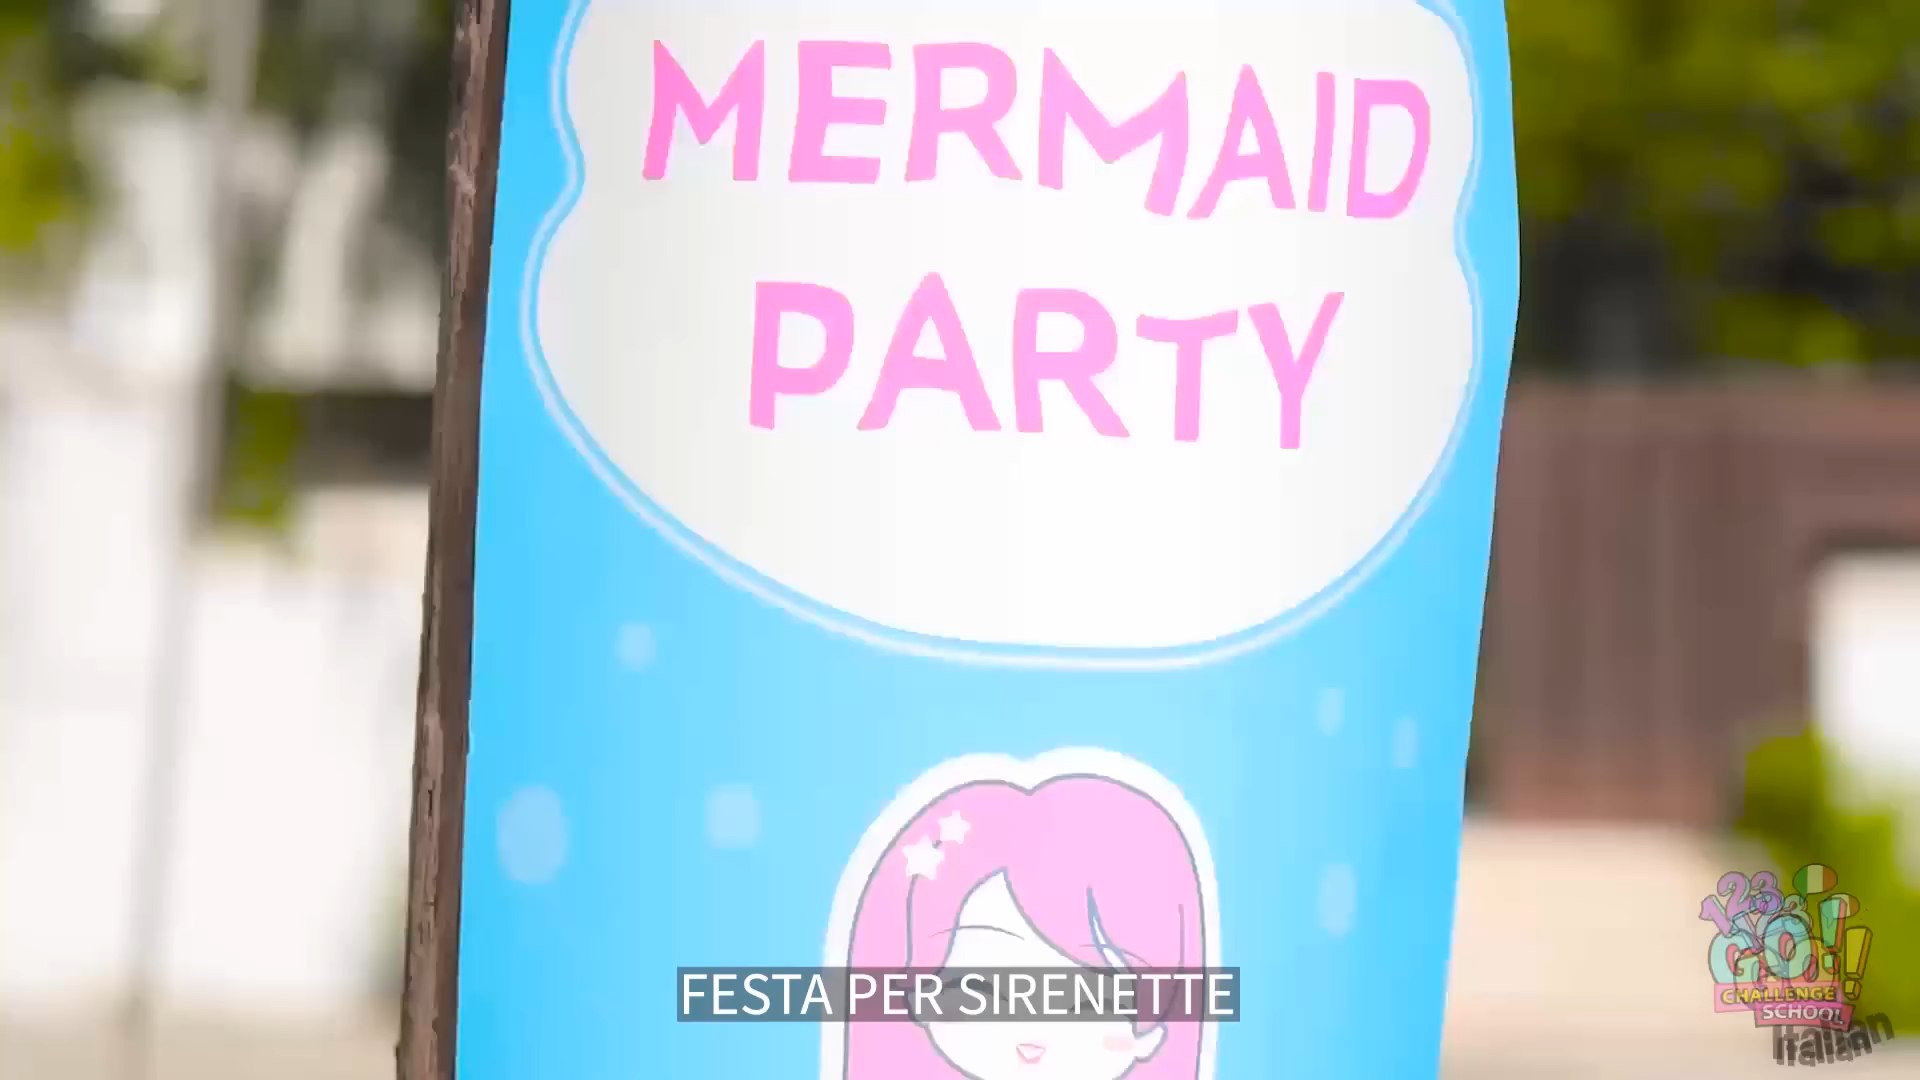 MERMAID
PARTY
FESTA PER SIRENETTE
123
GO!
CHALLENGE
SCHOOL
Italian